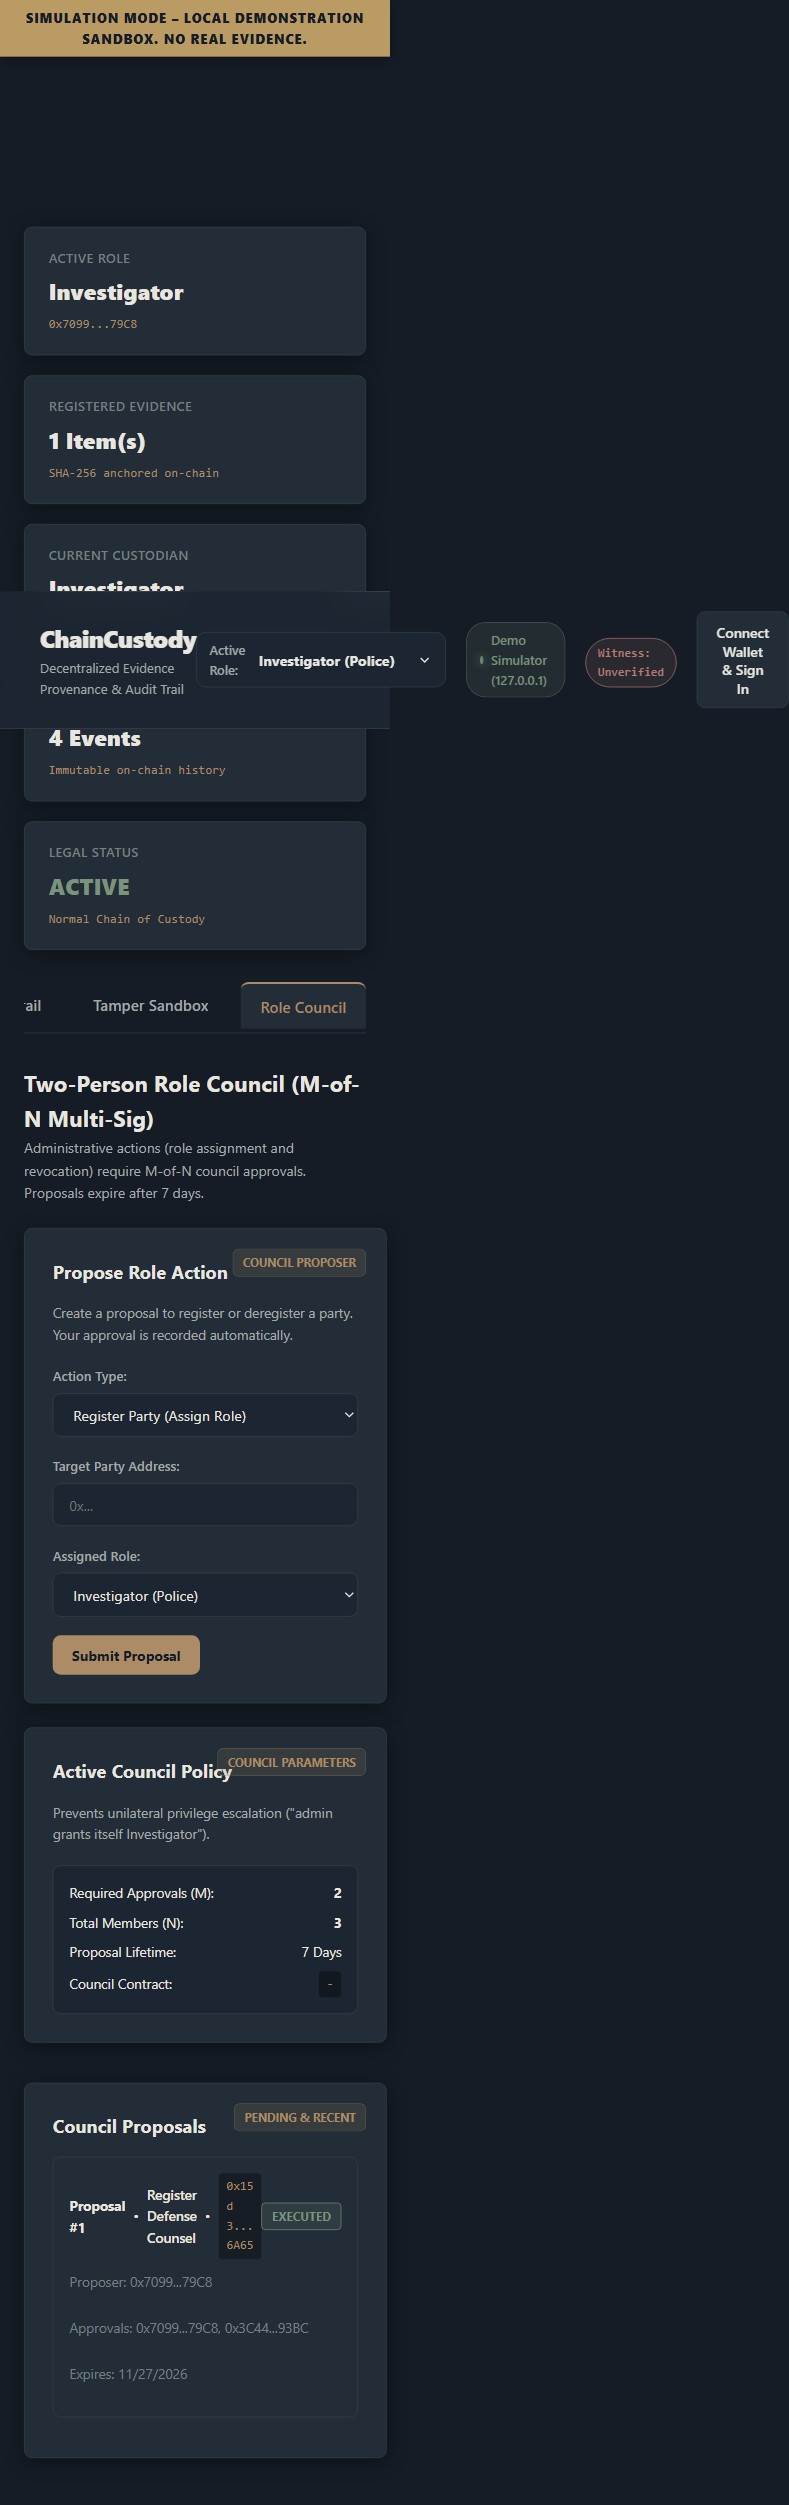 SIMULATION MODE – LOCAL DEMONSTRATION
SANDBOX. NO REAL EVIDENCE.
ACTIVE ROLE
Investigator
0x7099...79C8
REGISTERED EVIDENCE
1 Item(s)
SHA-256 anchored on-chain
CURRENT CUSTODIAN
Investigator
ChainCustody
Decentralized Evidence
Provenance & Audit Trail
Active
Role:
Investigator (Police)
Demo
Simulator
(127.0.0.1)
Witness:
Unverified
Connect
Wallet
& Sign
In
4 Events
Immutable on-chain history
LEGAL STATUS
ACTIVE
Normal Chain of Custody
ail
Tamper Sandbox
Role Council
Two-Person Role Council (M-of-
N Multi-Sig)
Administrative actions (role assignment and
revocation) require M-of-N council approvals.
Proposals expire after 7 days.
Propose Role Action
COUNCIL PROPOSER
Create a proposal to register or deregister a party.
Your approval is recorded automatically.
Action Type:
Register Party (Assign Role)
Target Party Address:
0x...
Assigned Role:
Investigator (Police)
Submit Proposal
Active Council Policy
COUNCIL PARAMETERS
Prevents unilateral privilege escalation ("admin
grants itself Investigator").
Required Approvals (M): 2
Total Members (N): 3
Proposal Lifetime: 7 Days
Council Contract: -
Council Proposals
PENDING & RECENT
Proposal
#1
•
Register
Defense
Counsel
•
0x15
d
3...
6A65
EXECUTED
Proposer: 0x7099...79C8
Approvals: 0x7099...79C8, 0x3C44...93BC
Expires: 11/27/2026